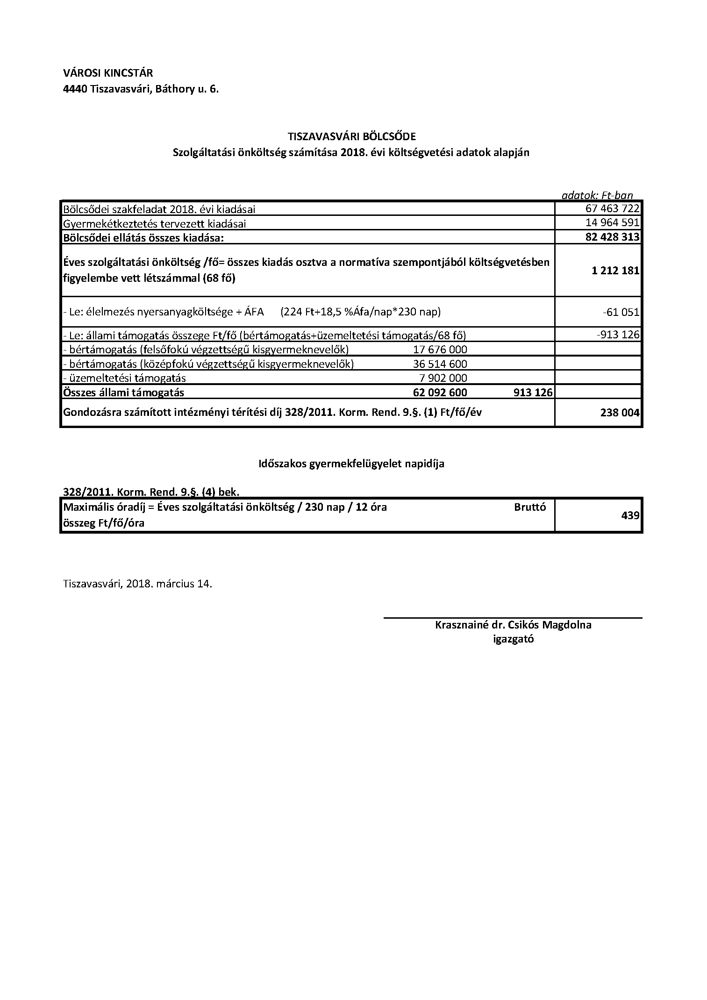 VÁROSI KINCSTÁR
4440 Tiszavasvári, Báthory u. 6.
TISZAVASVÁRI BÖLCSŐDE
Szolgáltatási önköltség számítása 2018. évi költségvetési adatok alapján
adatok: Ft-ban
Bölcsődei szakfeladat 2018. évi kiadásai 67 463 722
Gyermekétkeztetés tervezett kiadásai 14 964 591
Bölcsődei ellátás összes kiadása: 82 428 313
Éves szolgáltatási önköltség /fő= összes kiadás osztva a normatíva szempontjából költségvetésben
figyelembe vett létszámmal (68 fő) 1 212 181
- Le: élelmezés nyersanyagköltsége + ÁFA (224 Ft+18,5 %Áfa/nap*230 nap) -61 051
- Le: állami támogatás összege Ft/fő (bértámogatás+üzemeltetési támogatás/68 fő) -913 126
- bértámogatás (felsőfokú végzettségű kisgyermeknevelők) 17 676 000
- bértámogatás (középfokú végzettségű kisgyermeknevelők) 36 514 600
- üzemeltetési támogatás 7 902 000
Összes állami támogatás 62 092 600 913 126
Gondozásra számított intézményi térítési díj 328/2011. Korm. Rend. 9.§. (1) Ft/fő/év 238 004
Időszakos gyermekfelügyelet napidíja
328/2011. Korm. Rend. 9.§. (4) bek.
Maximális óradíj = Éves szolgáltatási önköltség / 230 nap / 12 óra Bruttó
összeg Ft/fő/óra 439
Tiszavasvári, 2018. március 14.
Krasznainé dr. Csikós Magdolna
igazgató